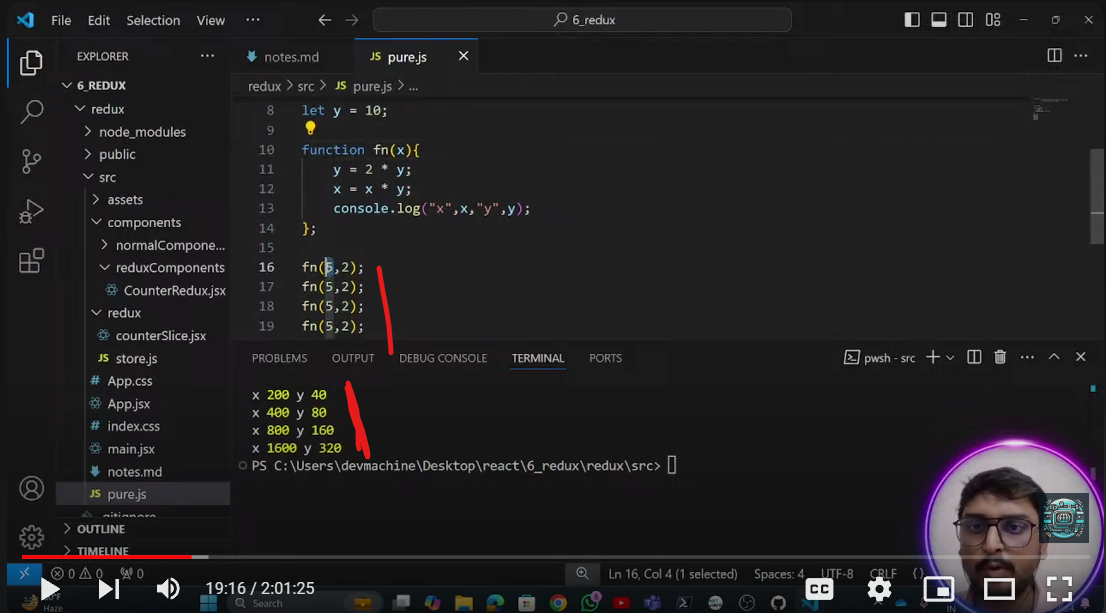 File Edit Selection View ... 6_redux
EXPLORER ...
notes.md
JS pure.js
6_REDUX
redux > src > JS pure.js > ...
redux
node_modules
public
src
assets
components
normalCompone...
reduxComponents
CounterRedux.jsx
redux
counterSlice.jsx
JS store.js
# App.css
App.jsx
# index.css
main.jsx
notes.md
JS pure.js
.gitignore
OUTLINE
TIMELINE
8 let y = 10;
9
10 function fn(x){
11 y = 2 * y;
12 x = x * y;
13 console.log("x",x,"y",y);
14 };
15
16 fn(5,2);
17 fn(5,2);
18 fn(5,2);
19 fn(5,2);
PROBLEMS OUTPUT DEBUG CONSOLE TERMINAL PORTS
pwsh - src
x 200 y 40
x 400 y 80
x 800 y 160
x 1600 y 320
PS C:\Users\devmachine\Desktop\react\6_redux\redux\src>
0 0 0
Ln 16, Col 4 (1 selected) Spaces: 4 UTF-8 CRLF {}
19:16 / 2:01:25
CC
Haze
Search
IN